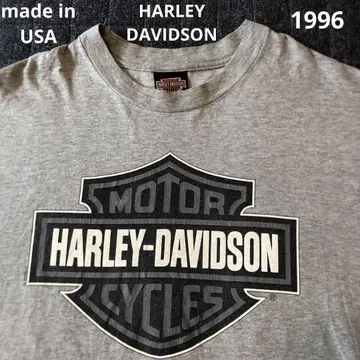 made in
USA
HARLEY
DAVIDSON
1996
MOTOR
HARLEY-DAVIDSON
CYCLES
®